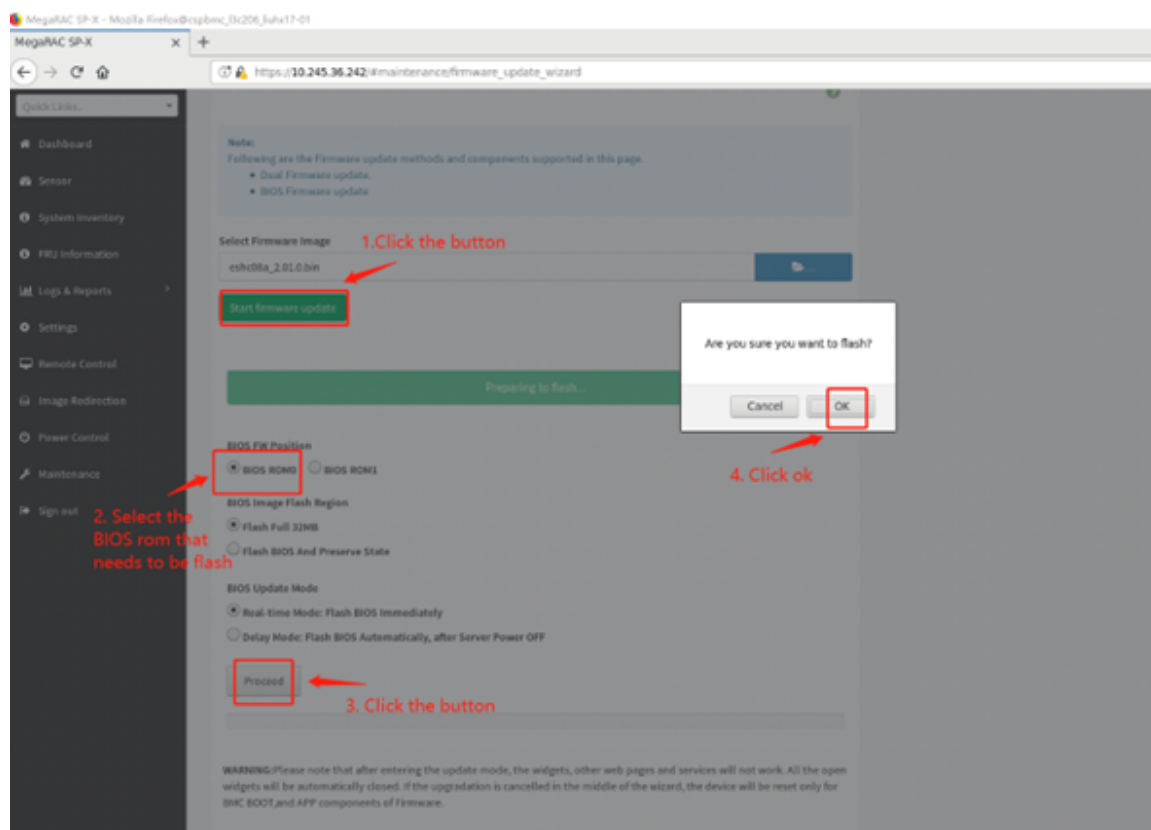 MegaRAC SP-X - Mozilla Firefox@cspbmc_l3c206_liuhx17-01
MegaRAC SP-X × +
https://10.245.36.242/#maintenance/firmware_update_wizard
Quick Links...
Dashboard
Sensor
System Inventory
FRU Information
Logs & Reports
Settings
Remote Control
Image Redirection
Power Control
Maintenance
Sign out
Note:
Following are the Firmware update methods and components supported in this page.
Dual Firmware update.
BIOS Firmware update
Select Firmware Image
1.Click the button
eshc08a_2.01.0.bin
Start firmware update
Are you sure you want to flash?
Preparing to flash...
Cancel OK
4. Click ok
BIOS FW Position
BIOS ROM0 BIOS ROM1
2. Select the
BIOS rom that
needs to be flash
BIOS Image Flash Region
Flash Full 32MB
Flash BIOS And Preserve State
BIOS Update Mode
Real-time Mode: Flash BIOS Immediately
Delay Mode: Flash BIOS Automatically, after Server Power OFF
Proceed
3. Click the button
WARNING:Please note that after entering the update mode, the widgets, other web pages and services will not work. All the open
widgets will be automatically closed. If the upgradation is cancelled in the middle of the wizard, the device will be reset only for
BMC BOOT,and APP components of Firmware.